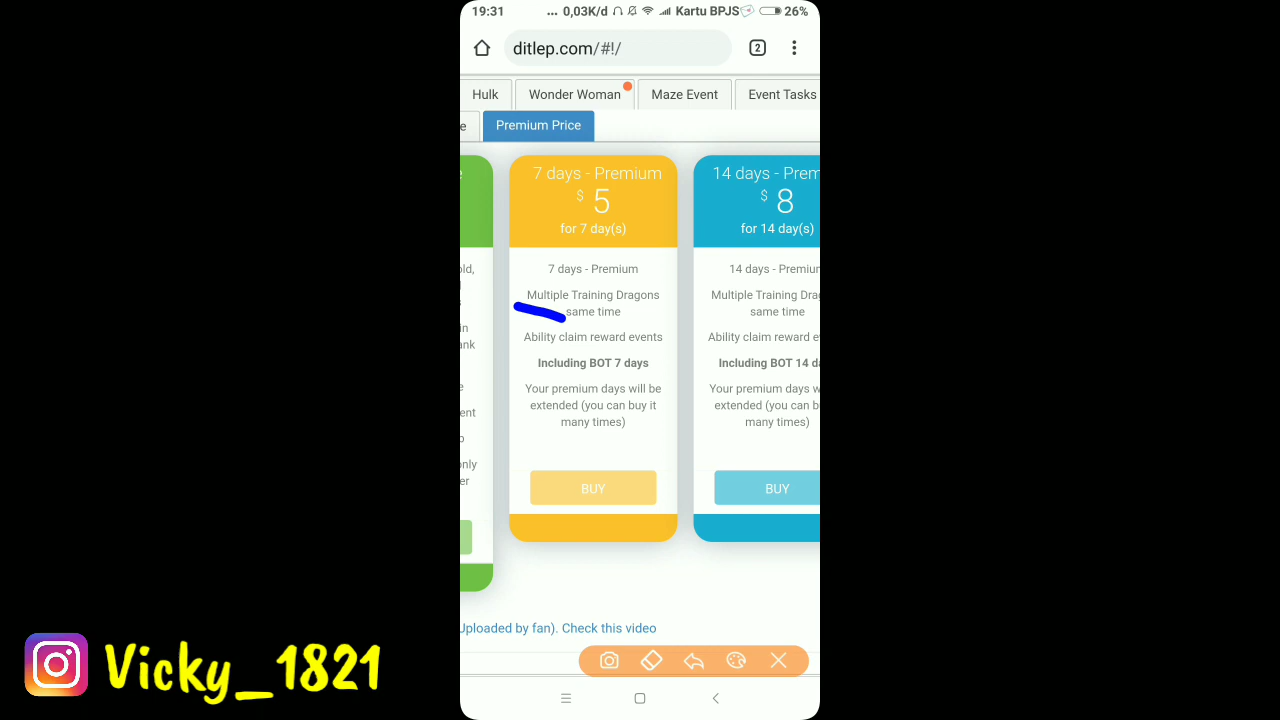 19:31 ... 0,03K/d Kartu BPJS 26%
ditlep.com/#!/ 2
Hulk Wonder Woman Maze Event Event Tasks
e Premium Price
7 days - Premium
$ 5
for 7 day(s)
7 days - Premium
Multiple Training Dragons
same time
Ability claim reward events
Including BOT 7 days
Your premium days will be
extended (you can buy it
many times)
BUY
14 days - Prem
$ 8
for 14 day(s)
14 days - Premiu
Multiple Training Drag
same time
Ability claim reward e
Including BOT 14 d
Your premium days w
extended (you can b
many times)
BUY
Uploaded by fan). Check this video
Vicky_1821